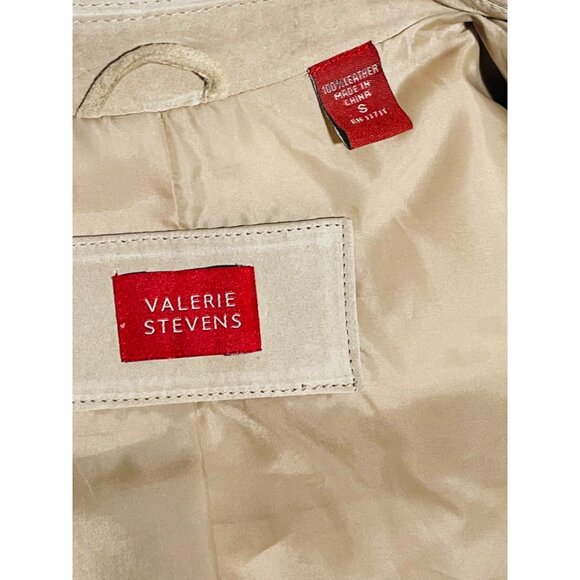 100% LEATHER
MADE IN
CHINA
S
VALERIE
STEVENS